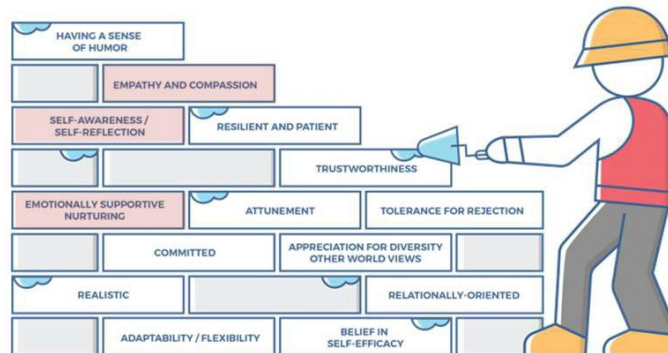 HAVING A SENSE
OF HUMOR
EMPATHY AND COMPASSION
SELF-AWARENESS /
SELF-REFLECTION
RESILIENT AND PATIENT
TRUSTWORTHINESS
EMOTIONALLY SUPPORTIVE
NURTURING
ATTUNEMENT
TOLERANCE FOR REJECTION
COMMITTED
APPRECIATION FOR DIVERSITY
OTHER WORLD VIEWS
REALISTIC
RELATIONALLY-ORIENTED
ADAPTABILITY / FLEXIBILITY
BELIEF IN
SELF-EFFICACY